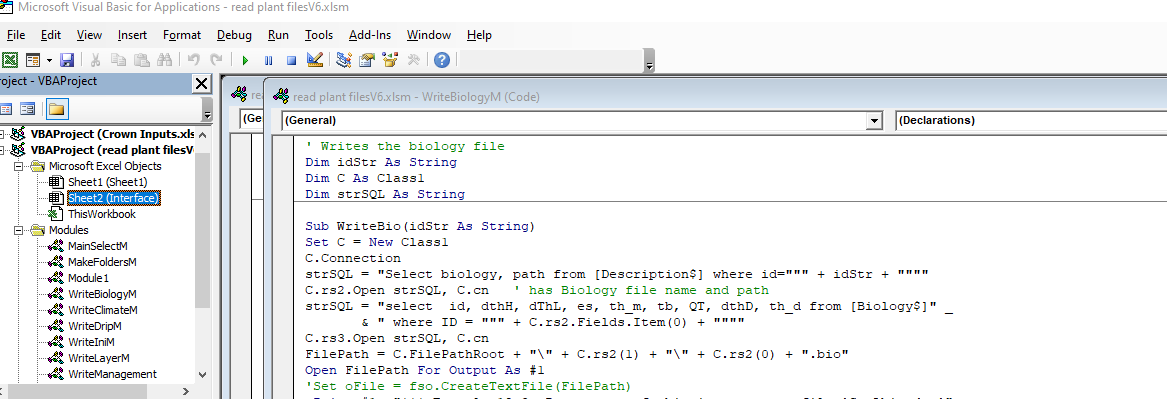 Microsoft Visual Basic for Applications - read plant filesV6.xlsm
File Edit View Insert Format Debug Run Tools Add-Ins Window Help
roject - VBAProject
VBAProject (Crown Inputs.xls
VBAProject (read plant filesV
Microsoft Excel Objects
Sheet1 (Sheet1)
Sheet2 (Interface)
ThisWorkbook
Modules
MainSelectM
MakeFoldersM
Module1
WriteBiologyM
WriteClimateM
WriteDripM
WriteIniM
WriteLayerM
WriteManagement
re
(Ge
read plant filesV6.xlsm - WriteBiologyM (Code)
(General) (Declarations)
' Writes the biology file
Dim idStr As String
Dim C As Class1
Dim strSQL As String
Sub WriteBio(idStr As String)
Set C = New Class1
C.Connection
strSQL = "Select biology, path from [Description$] where id=""" + idStr + """"
C.rs2.Open strSQL, C.cn ' has Biology file name and path
strSQL = "select id, dthH, dThL, es, th_m, tb, QT, dthD, th_d from [Biology$]" _
& " where ID = """ + C.rs2.Fields.Item(0) + """"
C.rs3.Open strSQL, C.cn
FilePath = C.FilePathRoot + "\" + C.rs2(1) + "\" + C.rs2(0) + ".bio"
Open FilePath For Output As #1
'Set oFile = fso.CreateTextFile(FilePath)